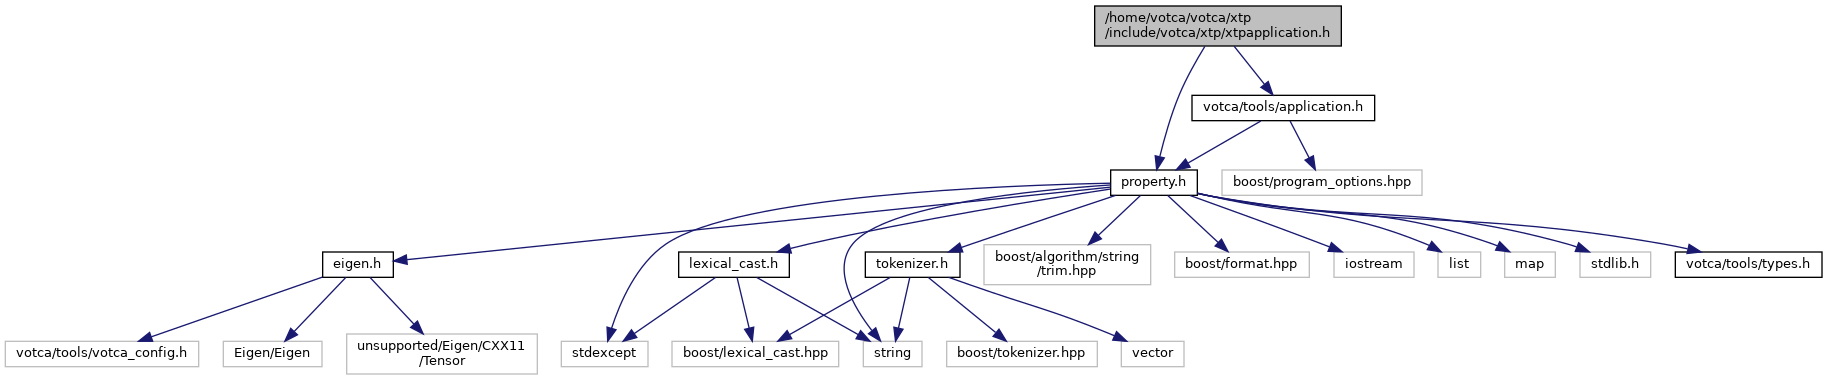 /home/votca/votca/xtp
/include/votca/xtp/xtpapplication.h
votca/tools/application.h
property.h
boost/program_options.hpp
eigen.h
lexical_cast.h
tokenizer.h
boost/algorithm/string
/trim.hpp
boost/format.hpp
iostream
list
map
stdlib.h
votca/tools/types.h
votca/tools/votca_config.h
Eigen/Eigen
unsupported/Eigen/CXX11
/Tensor
stdexcept
boost/lexical_cast.hpp
string
boost/tokenizer.hpp
vector